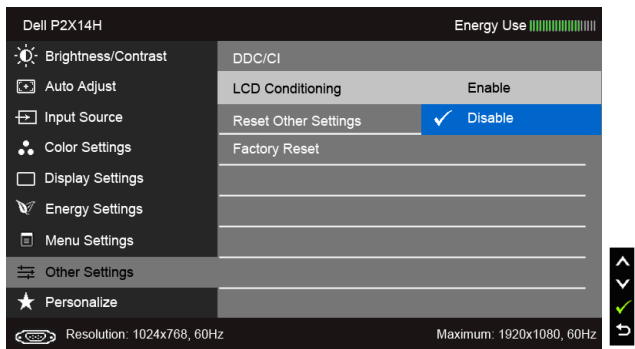 Dell P2X14H
Energy Use
Brightness/Contrast
DDC/CI
Auto Adjust
LCD Conditioning
Enable
Input Source
Reset Other Settings
Disable
Color Settings
Factory Reset
Display Settings
Energy Settings
Menu Settings
Other Settings
Personalize
Resolution: 1024x768, 60Hz
Maximum: 1920x1080, 60Hz